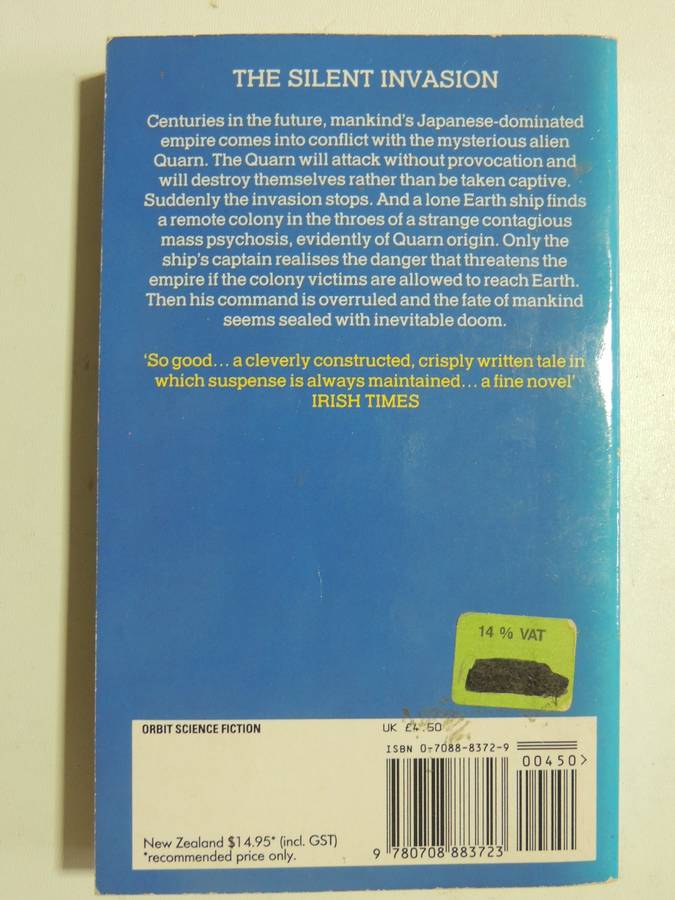 THE SILENT INVASION
Centuries in the future, mankind's Japanese-dominated
empire comes into conflict with the mysterious alien
Quarn. The Quarn will attack without provocation and
will destroy themselves rather than be taken captive.
Suddenly the invasion stops. And a lone Earth ship finds
a remote colony in the throes of a strange contagious
mass psychosis, evidently of Quarn origin. Only the
ship's captain realises the danger that threatens the
empire if the colony victims are allowed to reach Earth.
Then his command is overruled and the fate of mankind
seems sealed with inevitable doom.
'So good... a cleverly constructed, crisply written tale in
which suspense is always maintained... a fine novel'
IRISH TIMES
14 % VAT
ORBIT SCIENCE FICTION
UK £4.50
ISBN 0-7088-8372-9
00450>
New Zealand $14.95* (incl. GST)
*recommended price only.
9 780708 883723